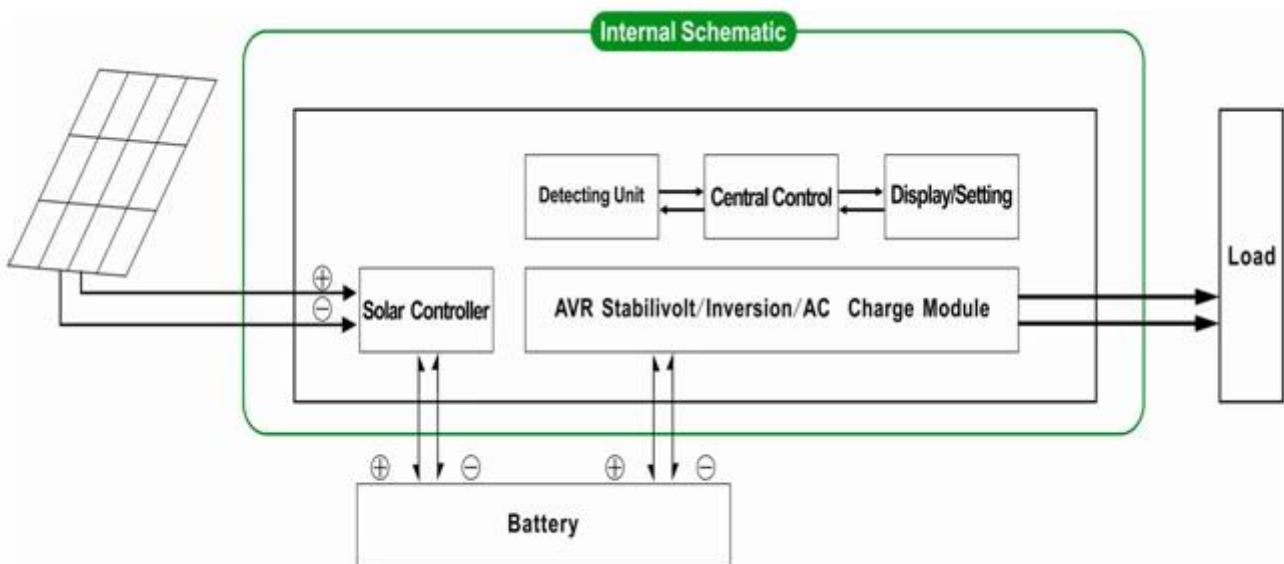 Internal Schematic
Detecting Unit
Central Control
Display/Setting
Load
⊕
⊖
Solar Controller
AVR Stabilivolt/Inversion/AC Charge Module
⊕ ⊖ ⊕ ⊖
Battery